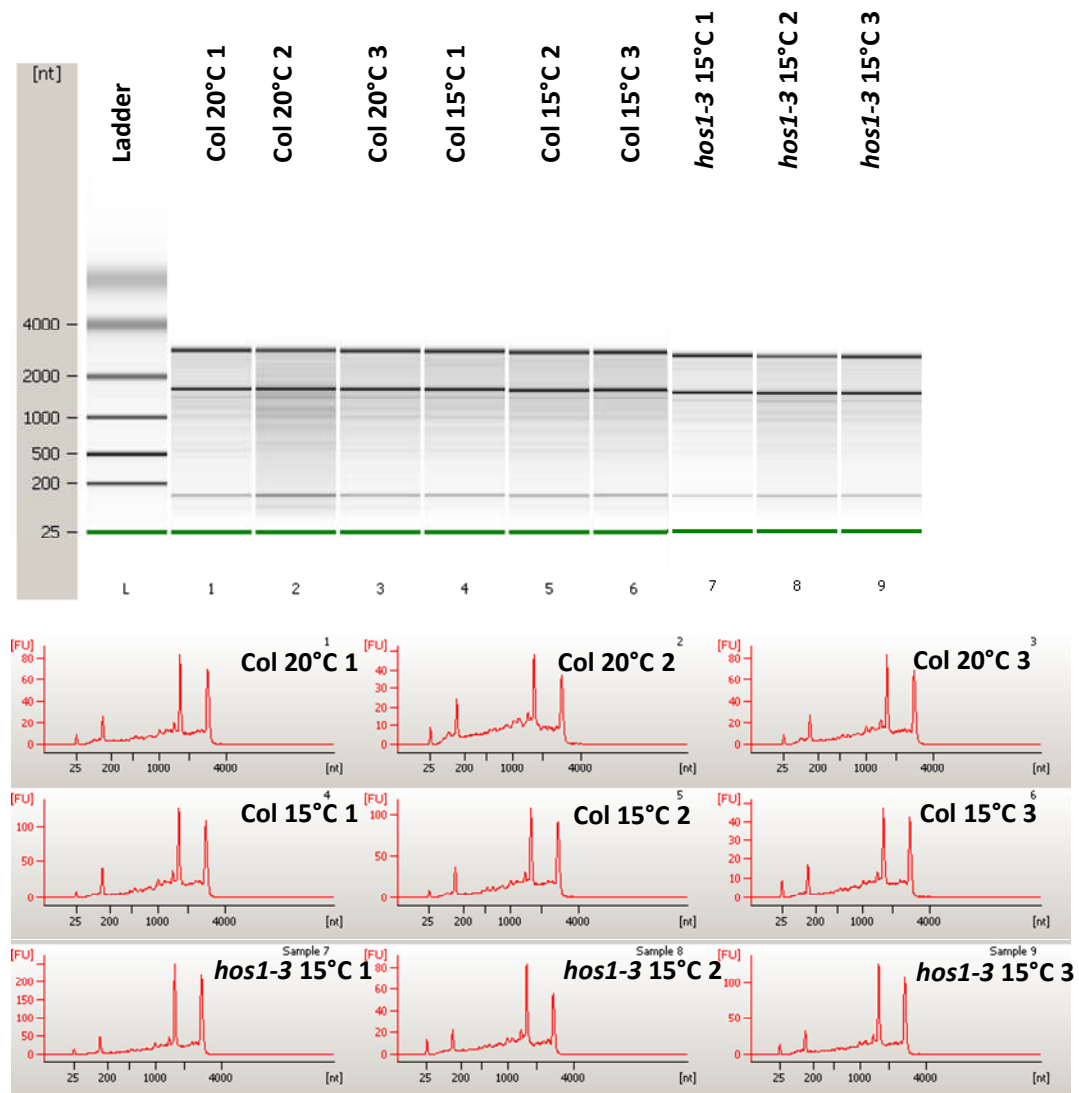 [nt]
Ladder
Col 20°C 1
Col 20°C 2
Col 20°C 3
Col 15°C 1
Col 15°C 2
Col 15°C 3
hos1-3 15°C 1
hos1-3 15°C 2
hos1-3 15°C 3
4000
2000
1000
500
200
25
L 1 2 3 4 5 6 7 8 9
[FU] 1 Col 20°C 1
80
60
40
20
0
25 200 1000 4000 [nt]
[FU] 2 Col 20°C 2
40
30
20
10
0
25 200 1000 4000 [nt]
[FU] 3 Col 20°C 3
80
60
40
20
0
25 200 1000 4000 [nt]
[FU] 4 Col 15°C 1
100
50
0
25 200 1000 4000 [nt]
[FU] 5 Col 15°C 2
100
50
0
25 200 1000 4000 [nt]
[FU] 6 Col 15°C 3
40
30
20
10
0
25 200 1000 4000 [nt]
[FU] Sample 7
hos1-3 15°C 1
200
150
100
50
0
25 200 1000 4000 [nt]
[FU] Sample 8
hos1-3 15°C 2
80
60
40
20
0
25 200 1000 4000 [nt]
[FU] Sample 9
hos1-3 15°C 3
100
50
0
25 200 1000 4000 [nt]